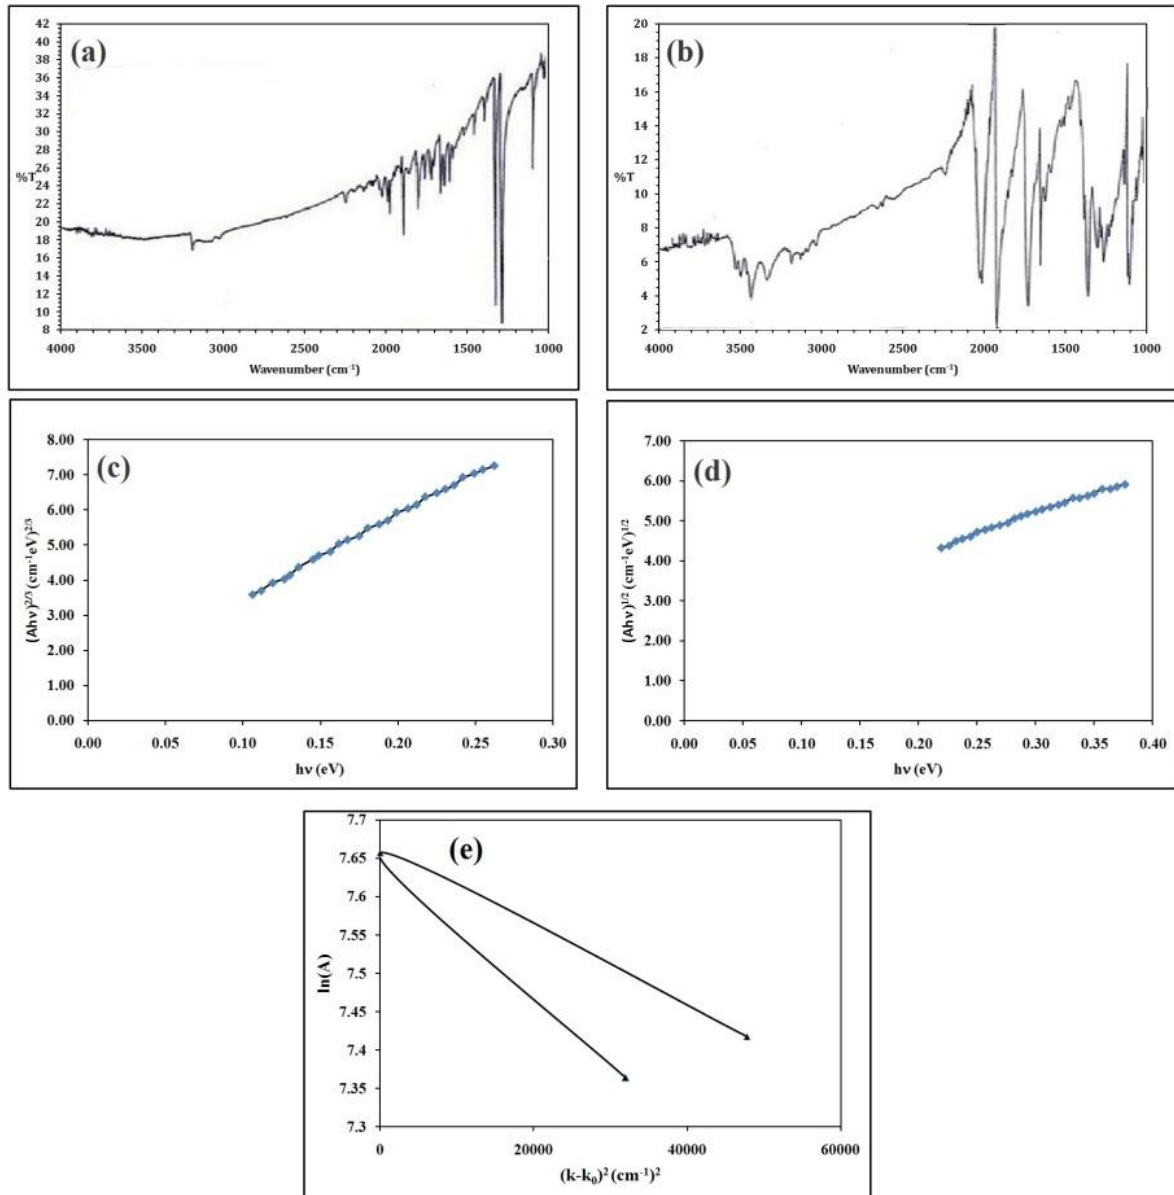 (a)
42
40
38
36
34
32
30
28
26
24
22
20
18
16
14
12
10
8
%T
4000 3500 3000 2500 2000 1500 1000
Wavenumber (cm⁻¹)
(b)
20
18
16
14
12
10
8
6
4
2
%T
4000 3500 3000 2500 2000 1500 1000
Wavenumber (cm⁻¹)
(c)
8.00
7.00
6.00
5.00
4.00
3.00
2.00
1.00
0.00
(Ahν)^2/3 (cm⁻¹eV)^2/3
0.00 0.05 0.10 0.15 0.20 0.25 0.30
hν (eV)
(d)
7.00
6.00
5.00
4.00
3.00
2.00
1.00
0.00
(Ahν)^1/2 (cm⁻¹eV)^1/2
0.00 0.05 0.10 0.15 0.20 0.25 0.30 0.35 0.40
hν (eV)
(e)
7.7
7.65
7.6
7.55
7.5
7.45
7.4
7.35
7.3
ln(A)
0 20000 40000 60000
(k-k₀)² (cm⁻¹)²